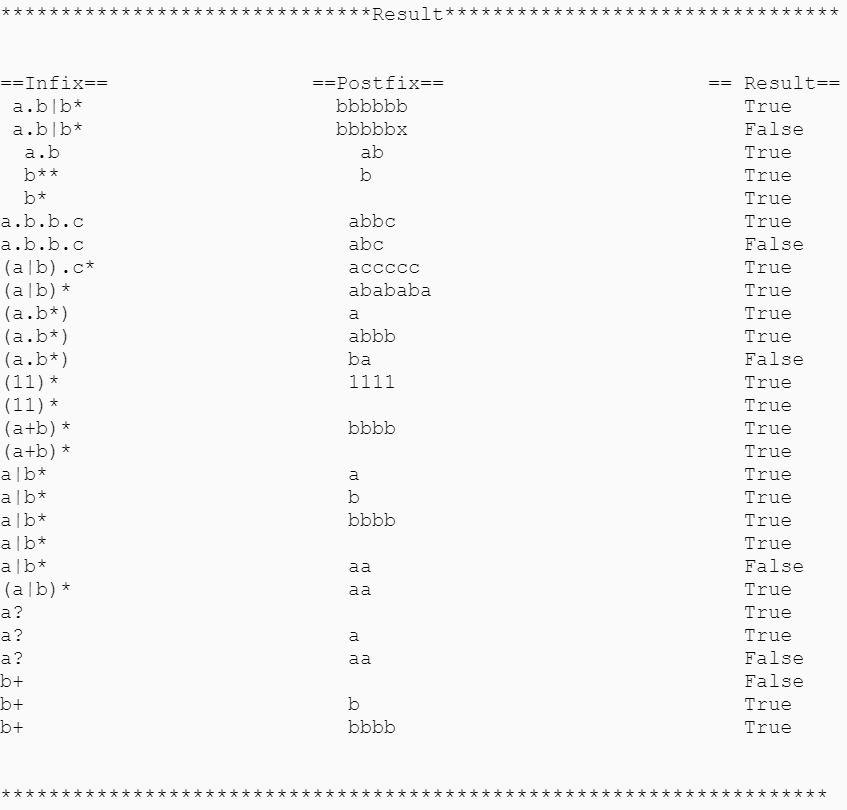 *******************************Result*********************************
==Infix== ==Postfix== == Result==
a.b|b* bbbbbb True
a.b|b* bbbbbx False
a.b ab True
b** b True
b* True
a.b.b.c abbc True
a.b.b.c abc False
(a|b).c* accccc True
(a|b)* abababa True
(a.b*) a True
(a.b*) abbb True
(a.b*) ba False
(11)* 1111 True
(11)* True
(a+b)* bbbb True
(a+b)* True
a|b* a True
a|b* b True
a|b* bbbb True
a|b* True
a|b* aa False
(a|b)* aa True
a? True
a? a True
a? aa False
b+ False
b+ b True
b+ bbbb True
*********************************************************************